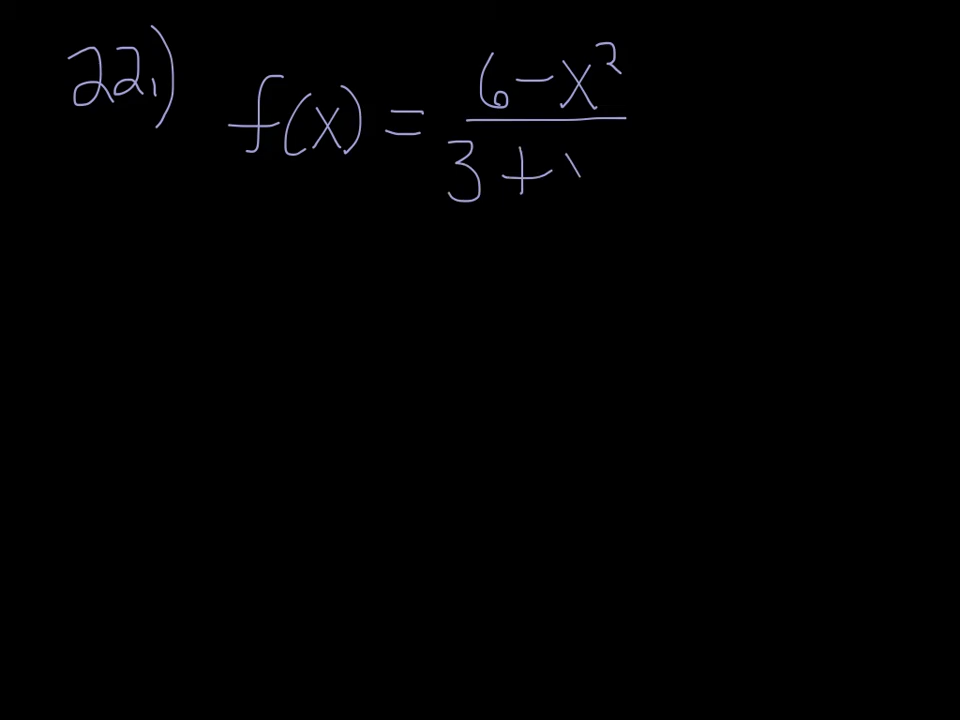 22.) f(x) = (6-x²)/(3+